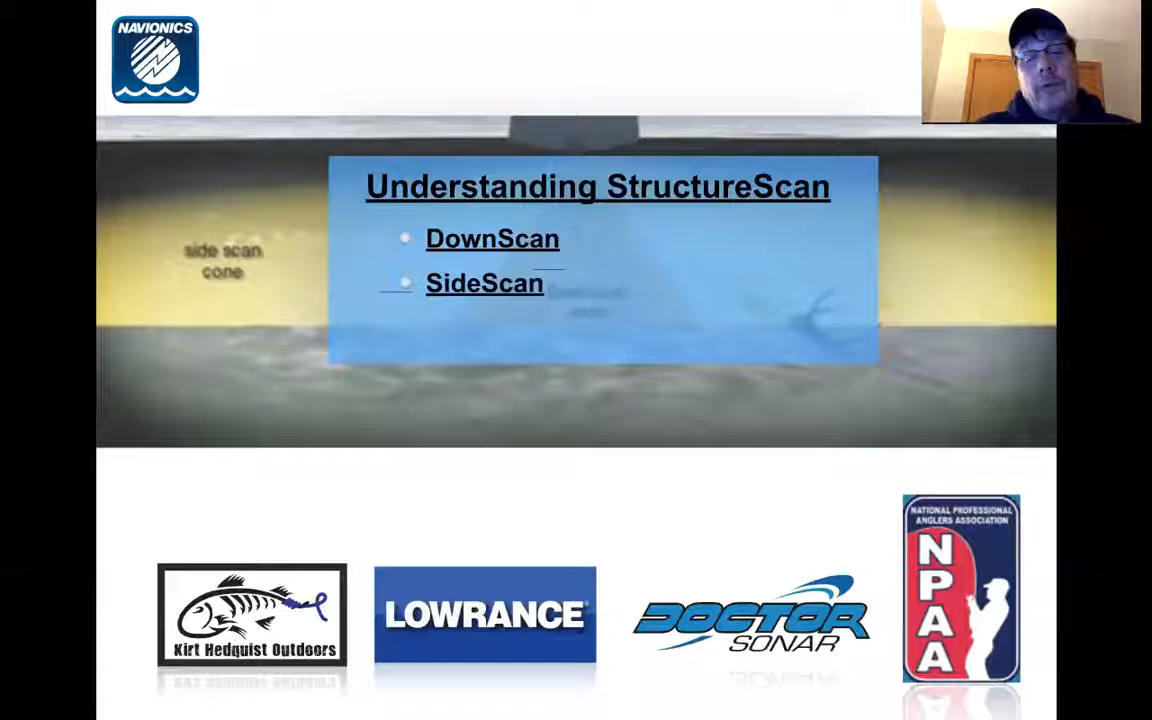 NAVIONICS
Understanding StructureScan
DownScan
SideScan
side scan
cone
Kirt Hedquist Outdoors
LOWRANCE
DOCTOR
SONAR
NATIONAL PROFESSIONAL
ANGLERS ASSOCIATION
NPAA